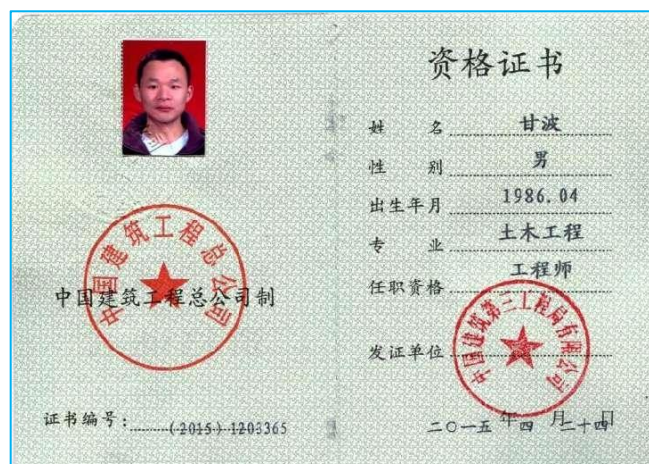 中国建筑工程总公司
中国建筑工程总公司制
证书编号：(2015)1203365
资格证书
姓 名 甘波
性 别 男
出生年月 1986.04
专 业 土木工程
任职资格 工程师
发证单位
中国建筑第三工程局有限公司
二〇一五年四月二十四日